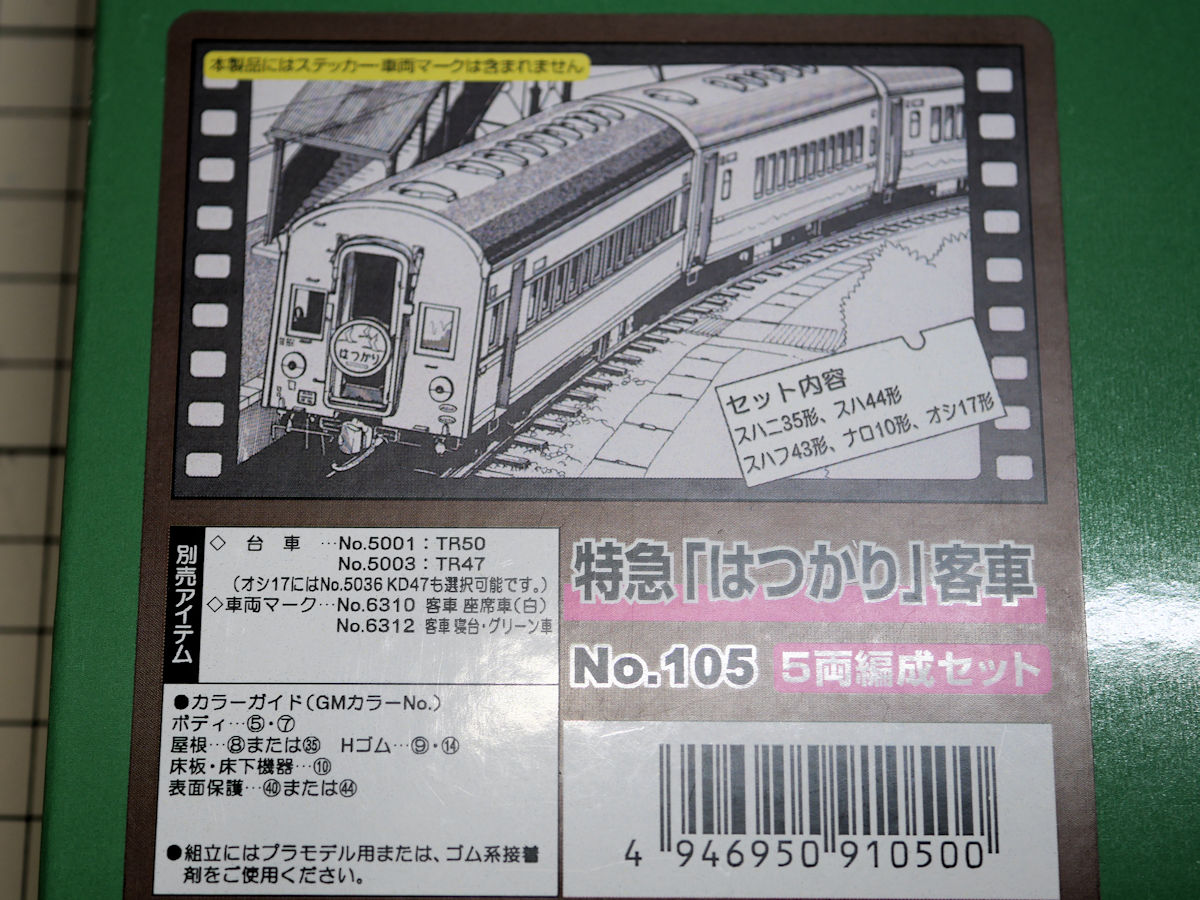 本製品にはステッカー・車両マークは含まれません
はつかり
セット内容
スハニ35形、スハ44形
スハフ43形、ナロ10形、オシ17形
別売アイテム
◇ 台 車 …No.5001：TR50
No.5003：TR47
（オシ17にはNo.5036 KD47も選択可能です。）
◇車両マーク…No.6310 客車 座席車（白）
No.6312 客車 寝台・グリーン車
特急「はつかり」客車
No.105 5両編成セット
●カラーガイド（GMカラーNo.）
ボディ…⑤・⑦
屋根…⑧または㉟ Hゴム…⑨・⑭
床板・床下機器…⑩
表面保護…㊵または㊹
●組立にはプラモデル用または、ゴム系接着
剤をご使用ください。
4 946950 910500